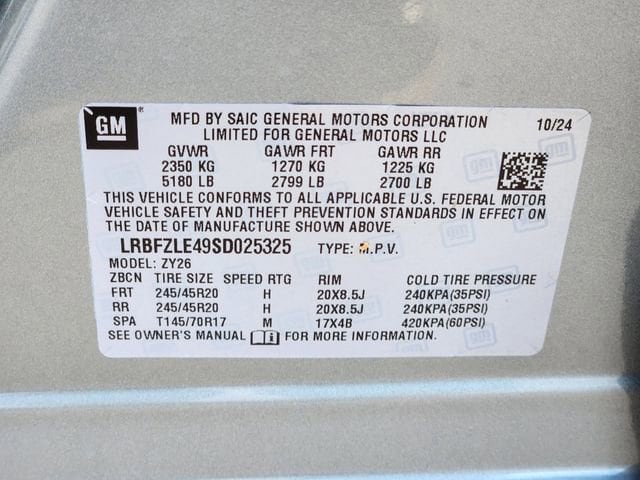 GM
MFD BY SAIC GENERAL MOTORS CORPORATION
LIMITED FOR GENERAL MOTORS LLC
10/24
GVWR GAWR FRT GAWR RR
2350 KG 1270 KG 1225 KG
5180 LB 2799 LB 2700 LB
THIS VEHICLE CONFORMS TO ALL APPLICABLE U.S. FEDERAL MOTOR
VEHICLE SAFETY AND THEFT PREVENTION STANDARDS IN EFFECT ON
THE DATE OF MANUFACTURE SHOWN ABOVE.
LRBFZLE49SD025325 TYPE: M.P.V.
MODEL: ZY26
ZBCN TIRE SIZE SPEED RTG RIM COLD TIRE PRESSURE
FRT 245/45R20 H 20X8.5J 240KPA(35PSI)
RR 245/45R20 H 20X8.5J 240KPA(35PSI)
SPA T145/70R17 M 17X4B 420KPA(60PSI)
SEE OWNER'S MANUAL FOR MORE INFORMATION